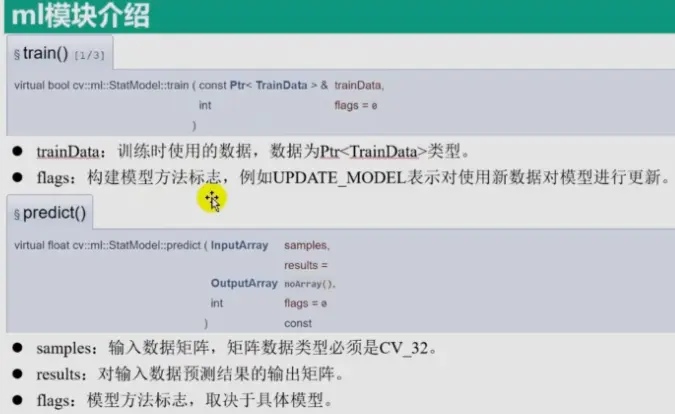 ml模块介绍
§ train() [1/3]
virtual bool cv::ml::StatModel::train ( const Ptr< TrainData > & trainData,
int flags = 0
)
● trainData：训练时使用的数据，数据为Ptr<TrainData>类型。
● flags：构建模型方法标志，例如UPDATE_MODEL表示对使用新数据对模型进行更新。
§ predict()
virtual float cv::ml::StatModel::predict ( InputArray samples,
results =
OutputArray noArray(),
int flags = 0
) const
● samples：输入数据矩阵，矩阵数据类型必须是CV_32。
● results：对输入数据预测结果的输出矩阵。
● flags：模型方法标志，取决于具体模型。